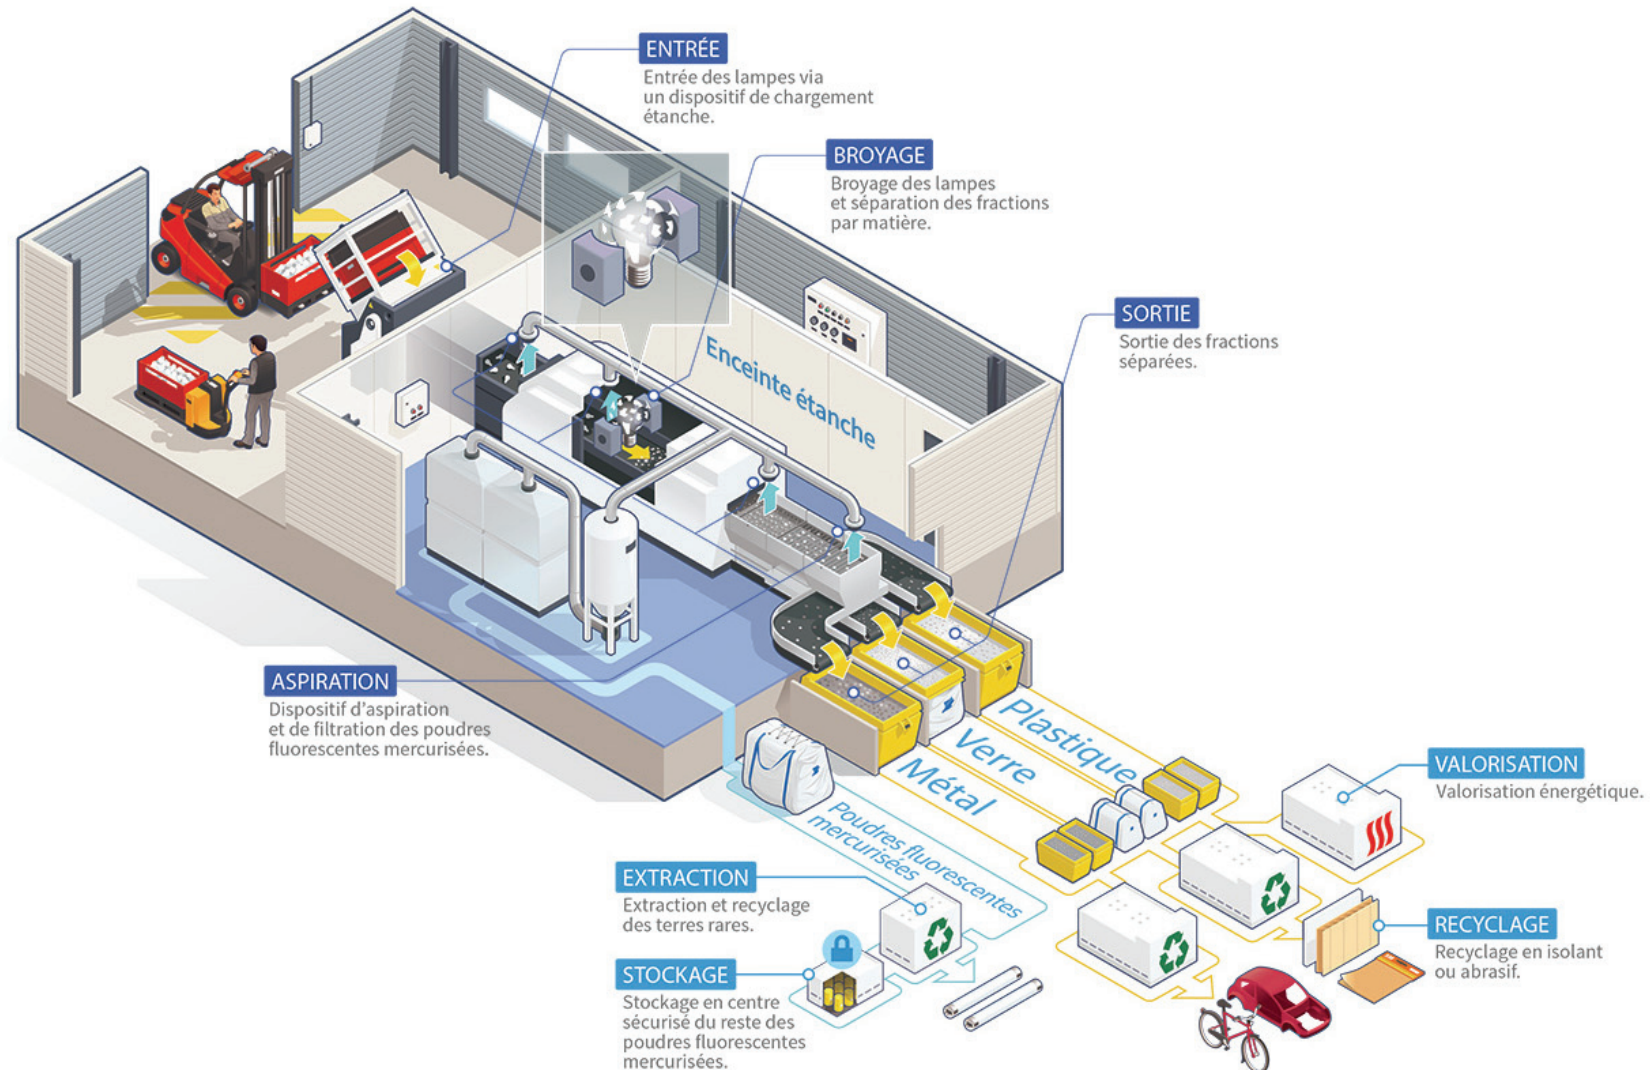 ENTRÉE
Entrée des lampes via
un dispositif de chargement
étanche.
BROYAGE
Broyage des lampes
et séparation des fractions
par matière.
SORTIE
Sortie des fractions
séparées.
Enceinte étanche
ASPIRATION
Dispositif d'aspiration
et de filtration des poudres
fluorescentes mercurisées.
Plastique
Verre
Métal
Poudres fluorescentes
mercurisées
VALORISATION
Valorisation énergétique.
EXTRACTION
Extraction et recyclage
des terres rares.
RECYCLAGE
Recyclage en isolant
ou abrasif.
STOCKAGE
Stockage en centre
sécurisé du reste des
poudres fluorescentes
mercurisées.